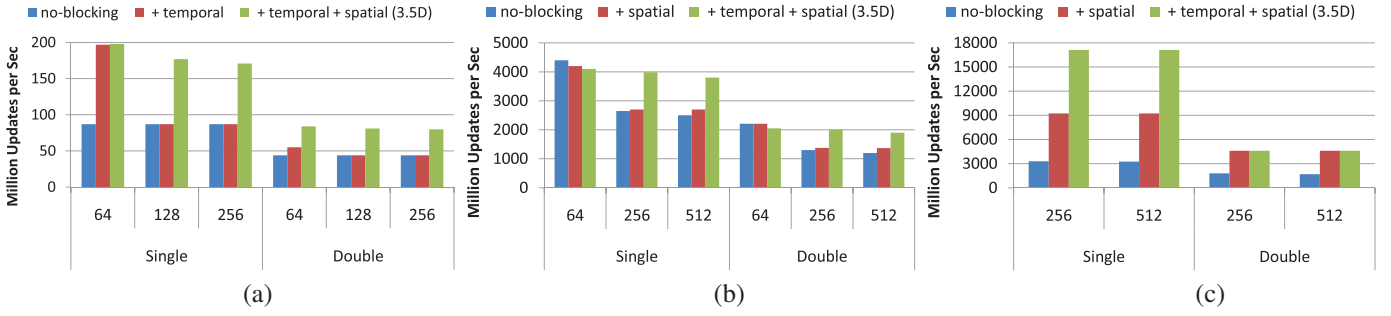 no-blocking + temporal + temporal + spatial (3.5D)
Million Updates per Sec
200
150
100
50
0
64 128 256 64 128 256
Single Double
(a)
no-blocking + spatial + temporal + spatial (3.5D)
Million Updates per Sec
5000
4000
3000
2000
1000
0
64 256 512 64 256 512
Single Double
(b)
no-blocking + spatial + temporal + spatial (3.5D)
Million Updates per Sec
18000
15000
12000
9000
6000
3000
0
256 512 256 512
Single Double
(c)